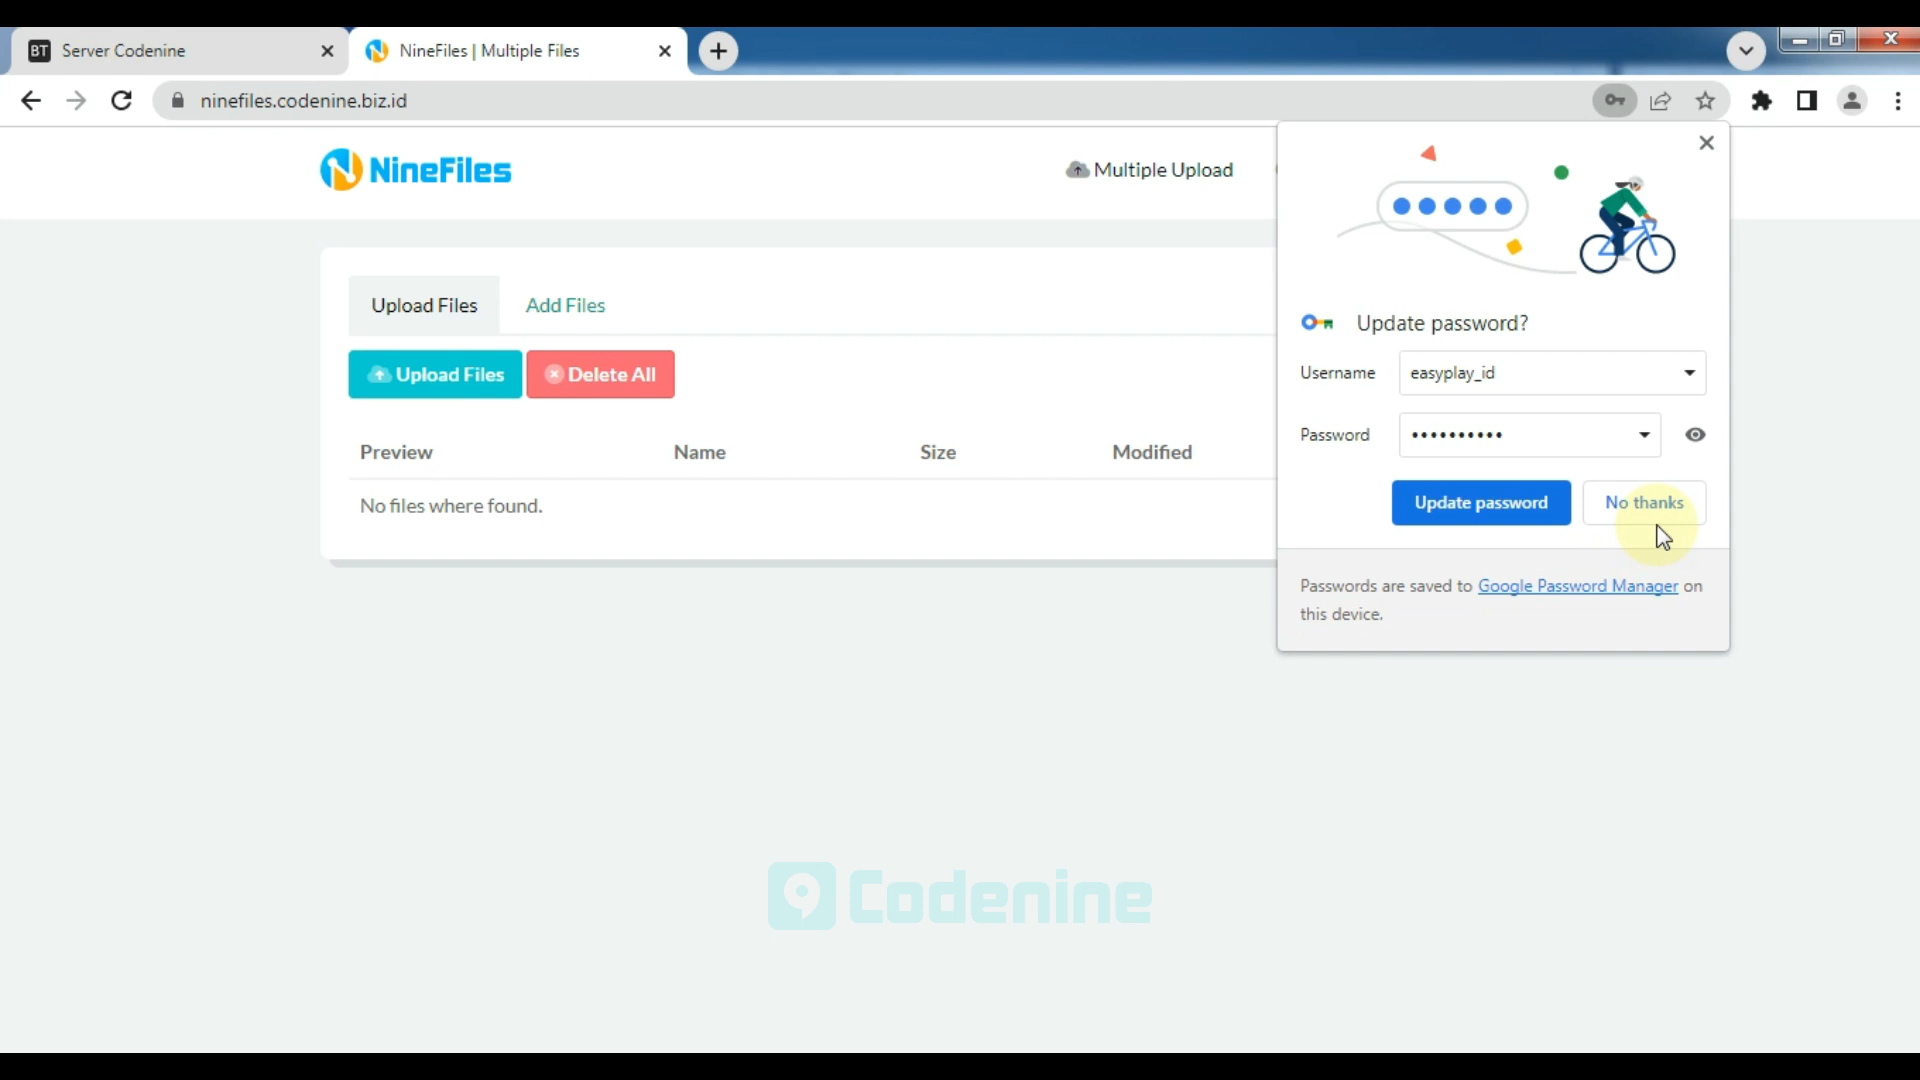 BT Server Codenine
NineFiles | Multiple Files
ninefiles.codenine.biz.id
NineFiles
Multiple Upload
Upload Files
Add Files
Upload Files
Delete All
Preview Name Size Modified
No files where found.
Update password?
Username easyplay_id
Password ••••••••••
Update password
No thanks
Passwords are saved to Google Password Manager on
this device.
Codenine